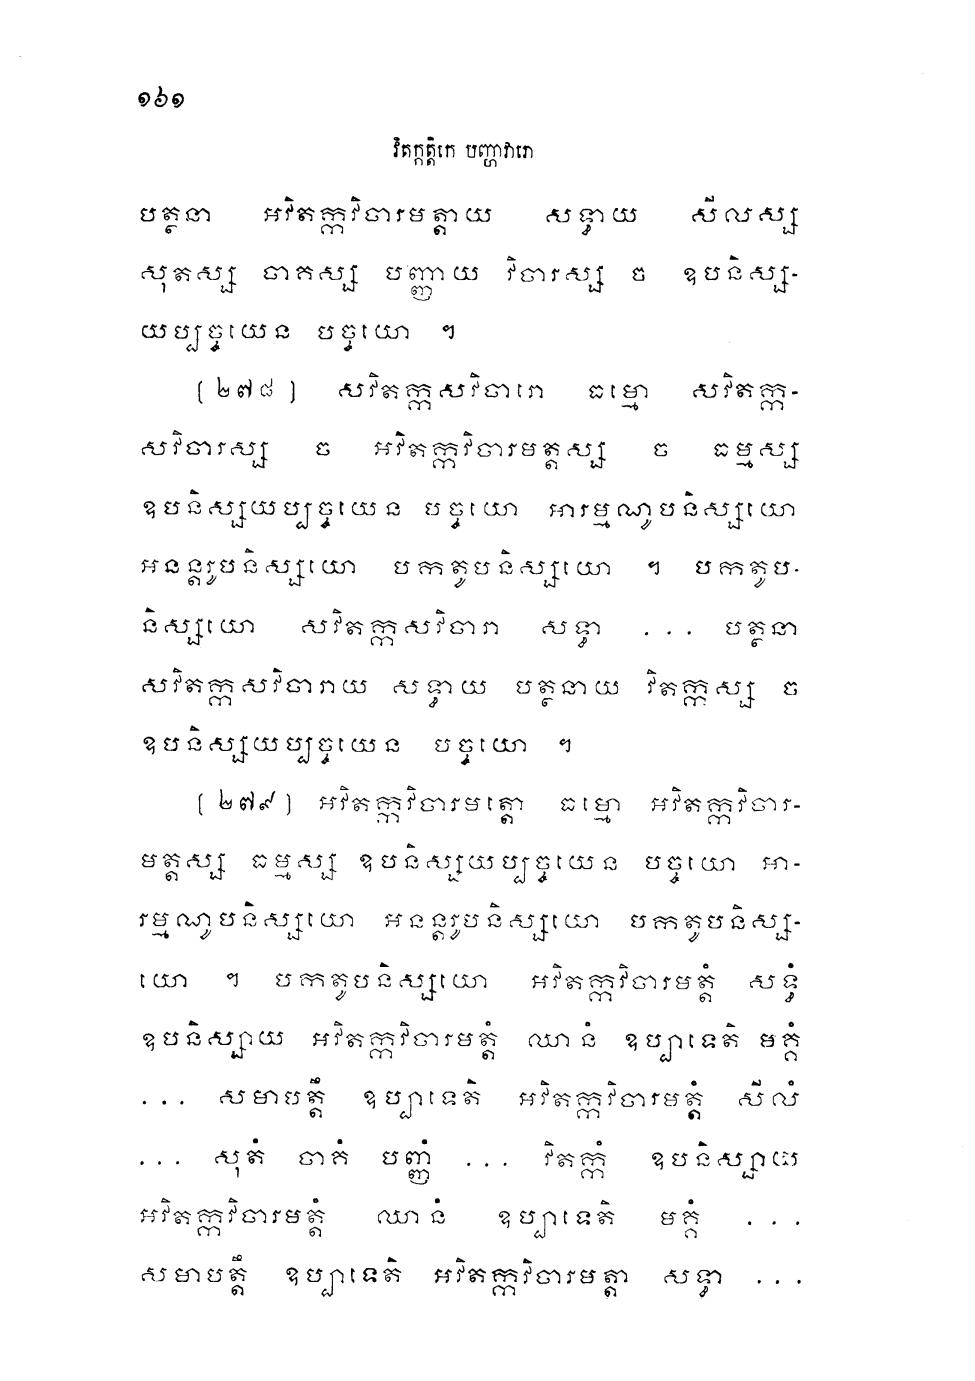 ១៦១
វិតក្កត្តិកេ បញ្ហាវារោ
បត្ថនា អវិតក្កវិចារមត្តាយ សទ្ធាយ សីលស្ស
សុតស្ស ចាគស្ស បញ្ញាយ វិចារស្ស ច ឧបនិស្ស-
យប្បច្ចយេន បច្ចយោ ។
[២៧៨] សវិតក្កសវិចារោ ធម្មោ សវិតក្ក-
សវិចារស្ស ច អវិតក្កវិចារមត្តស្ស ច ធម្មស្ស
ឧបនិស្សយប្បច្ចយេន បច្ចយោ អារម្មណូបនិស្សយោ
អនន្តរូបនិស្សយោ បកតូបនិស្សយោ ។ បកតូប-
និស្សយោ សវិតក្កសវិចារា សទ្ធា ... បត្ថនា
សវិតក្កសវិចារាយ សទ្ធាយ បត្ថនាយ វិតក្កស្ស ច
ឧបនិស្សយប្បច្ចយេន បច្ចយោ ។
[២៧៩] អវិតក្កវិចារមត្តោ ធម្មោ អវិតក្កវិចារ-
មត្តស្ស ធម្មស្ស ឧបនិស្សយប្បច្ចយេន បច្ចយោ អា-
រម្មណូបនិស្សយោ អនន្តរូបនិស្សយោ បកតូបនិស្ស-
យោ ។ បកតូបនិស្សយោ អវិតក្កវិចារមត្តំ សទ្ធំ
ឧបនិស្សាយ អវិតក្កវិចារមត្តំ ឈានំ ឧប្បាទេតិ មគ្គំ
... សមាបត្តឹ ឧប្បាទេតិ អវិតក្កវិចារមត្តំ សីលំ
... សុតំ ចាគំ បញ្ញំ ... វិតក្កំ ឧបនិស្សាយ
អវិតក្កវិចារមត្តំ ឈានំ ឧប្បាទេតិ មគ្គំ ...
សមាបត្តឹ ឧប្បាទេតិ អវិតក្កវិចារមត្តា សទ្ធា ...